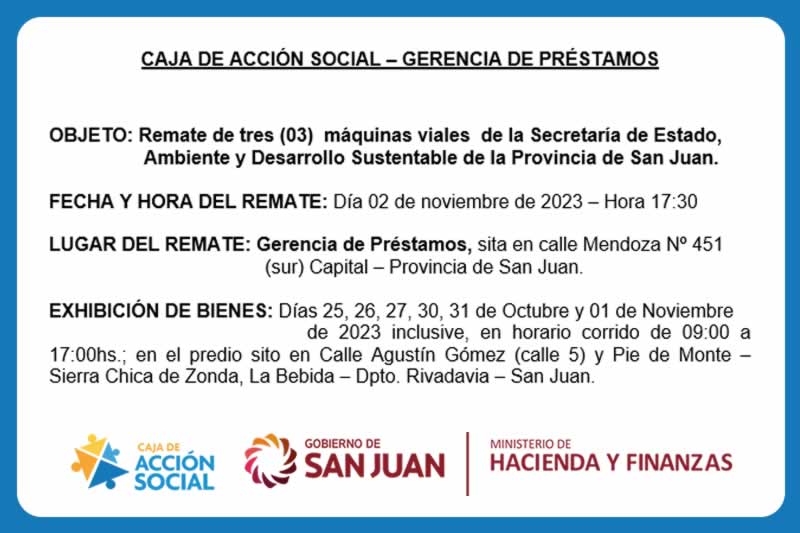 CAJA DE ACCIÓN SOCIAL – GERENCIA DE PRÉSTAMOS
OBJETO: Remate de tres (03) máquinas viales de la Secretaría de Estado,
Ambiente y Desarrollo Sustentable de la Provincia de San Juan.
FECHA Y HORA DEL REMATE: Día 02 de noviembre de 2023 – Hora 17:30
LUGAR DEL REMATE: Gerencia de Préstamos, sita en calle Mendoza Nº 451
(sur) Capital – Provincia de San Juan.
EXHIBICIÓN DE BIENES: Días 25, 26, 27, 30, 31 de Octubre y 01 de Noviembre
de 2023 inclusive, en horario corrido de 09:00 a
17:00hs.; en el predio sito en Calle Agustín Gómez (calle 5) y Pie de Monte –
Sierra Chica de Zonda, La Bebida – Dpto. Rivadavia – San Juan.
CAJA DE
ACCIÓN
SOCIAL
GOBIERNO DE
SAN JUAN
MINISTERIO DE
HACIENDA Y FINANZAS